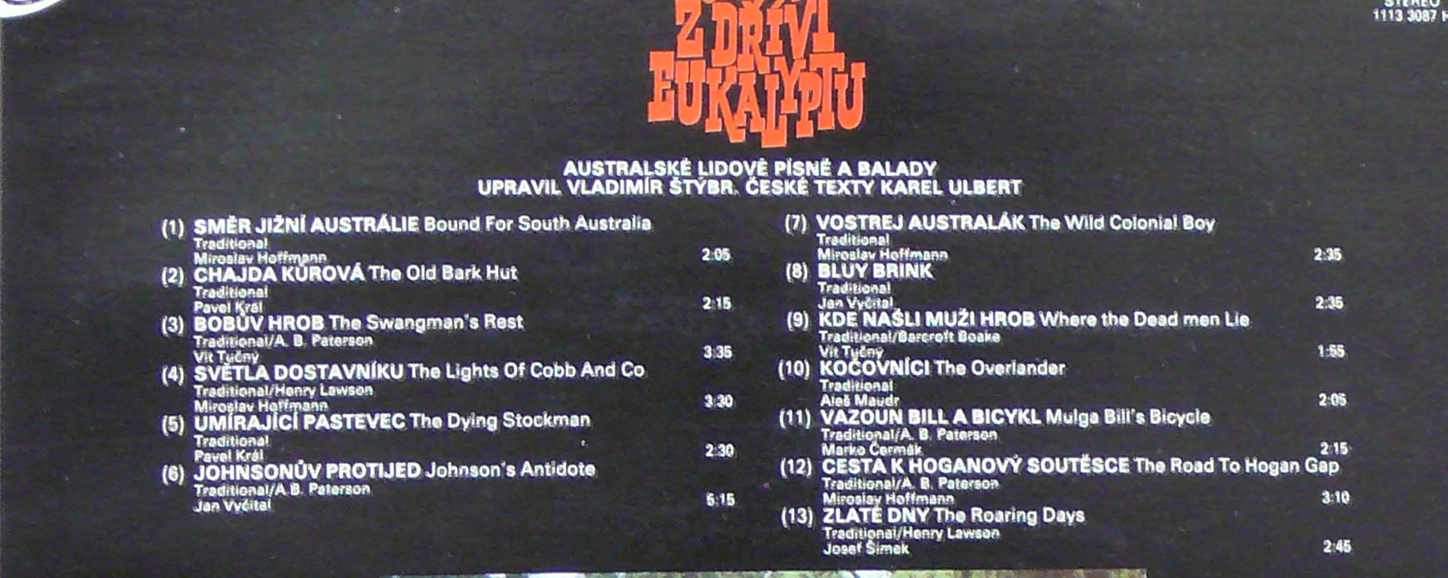 STEREO
1113 3087 H
Z DŘÍVÍ
EUKALYPTU
AUSTRALSKÉ LIDOVÉ PÍSNĚ A BALADY
UPRAVIL VLADIMÍR ŠTÝBR. ČESKÉ TEXTY KAREL ULBERT
(1) SMĚR JIŽNÍ AUSTRÁLIE Bound For South Australia
Traditional
Miroslav Hoffmann 2:05
(2) CHAJDA KŮROVÁ The Old Bark Hut
Traditional
Pavel Král 2:15
(3) BOBŮV HROB The Swangman's Rest
Traditional/A. B. Paterson
Vít Tučný 3:35
(4) SVĚTLA DOSTAVNÍKU The Lights Of Cobb And Co
Traditional/Henry Lawson
Miroslav Hoffmann 3:30
(5) UMÍRAJÍCÍ PASTEVEC The Dying Stockman
Traditional
Pavel Král 2:30
(6) JOHNSONŮV PROTIJED Johnson's Antidote
Traditional/A.B. Paterson
Jan Vyčítal 5:15
(7) VOSTREJ AUSTRALÁK The Wild Colonial Boy
Traditional
Miroslav Hoffmann 2:35
(8) BLUY BRINK
Traditional
Jan Vyčítal 2:35
(9) KDE NAŠLI MUŽI HROB Where the Dead men Lie
Traditional/Barcroft Boake
Vít Tučný 1:55
(10) KOČOVNÍCI The Overlander
Traditional
Aleš Maudr 2:05
(11) VAZOUN BILL A BICYKL Mulga Bill's Bicycle
Traditional/A. B. Paterson
Marko Čermák 2:15
(12) CESTA K HOGANOVÝ SOUTĚSCE The Road To Hogan Gap
Traditional/A. B. Paterson
Miroslav Hoffmann 3:10
(13) ZLATÉ DNY The Roaring Days
Traditional/Henry Lawson
Josef Šimek 2:45